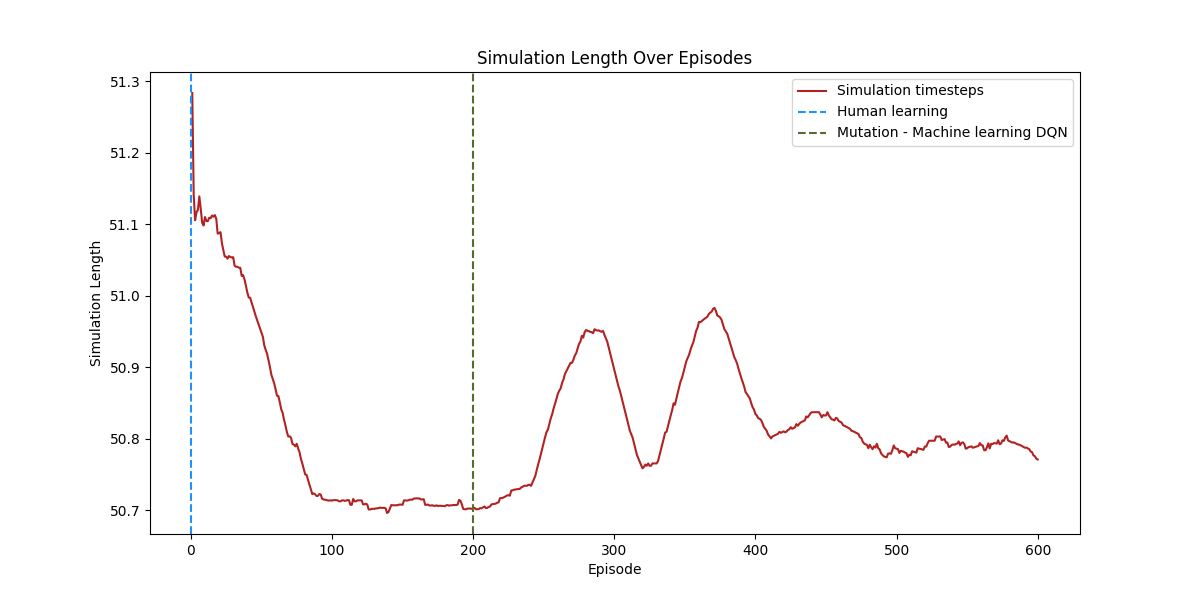 Simulation Length Over Episodes
51.3
51.2
51.1
51.0
50.9
50.8
50.7
Simulation Length
Simulation timesteps
Human learning
Mutation - Machine learning DQN
0 100 200 300 400 500 600
Episode